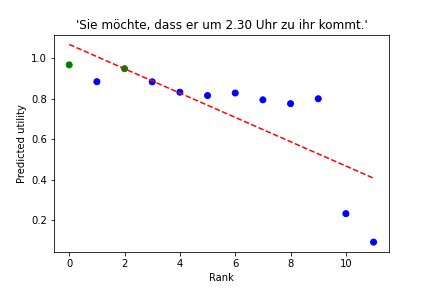 'Sie möchte, dass er um 2.30 Uhr zu ihr kommt.'
1.0
0.8
0.6
0.4
0.2
Predicted utility
0 2 4 6 8 10
Rank